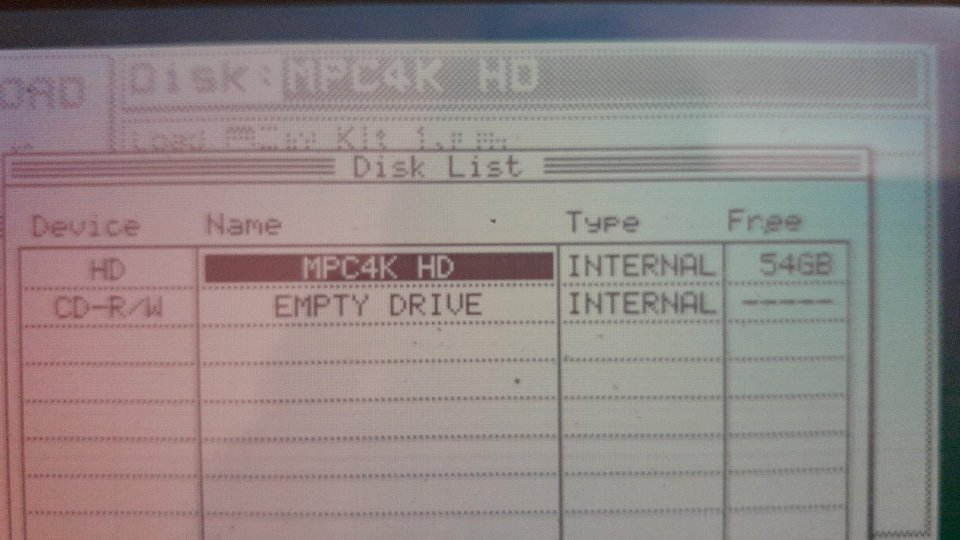 OAD Disk:MPC4K HD
Load
Disk List
Device Name Type Free
HD MPC4K HD INTERNAL 54GB
CD-R/W EMPTY DRIVE INTERNAL -----